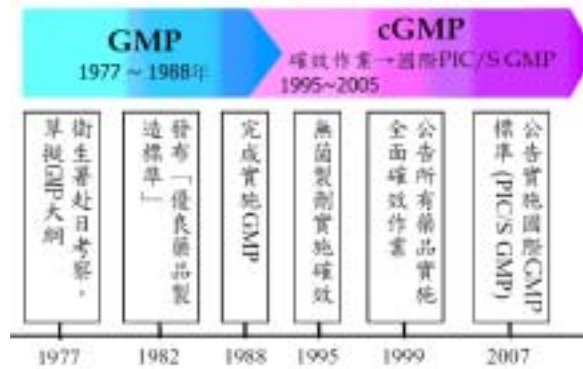 GMP
1977 ~ 1988年
cGMP
確效作業→國際PIC/S GMP
1995~2005
衛生署赴日考察，
草擬GMP大綱
發布「優良藥品製
造標準」
完成實施GMP
無菌製劑實施確效
公告所有藥品實施
全面確效作業
公告實施國際GMP
標準 (PIC/S GMP)
1977
1982
1988
1995
1999
2007